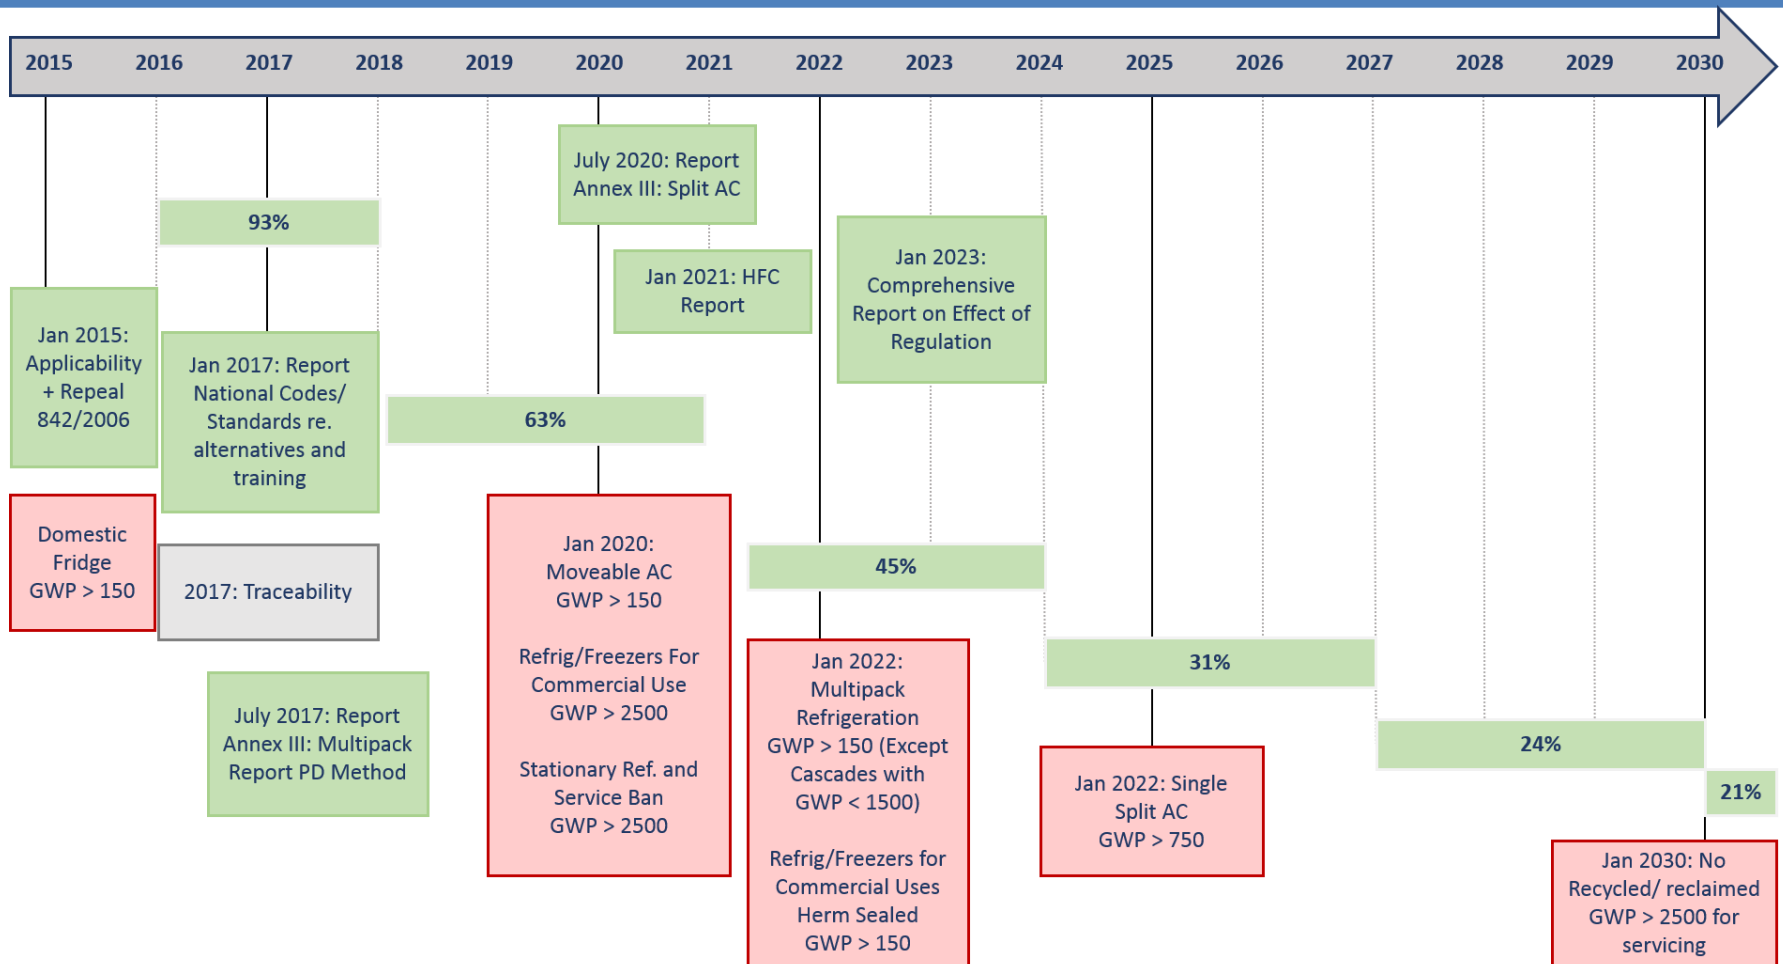 2015 2016 2017 2018 2019 2020 2021 2022 2023 2024 2025 2026 2027 2028 2029 2030
July 2020: Report
Annex III: Split AC
93%
Jan 2021: HFC
Report
Jan 2023:
Comprehensive
Report on Effect of
Regulation
Jan 2015:
Applicability
+ Repeal
842/2006
Jan 2017: Report
National Codes/
Standards re.
alternatives and
training
63%
Domestic
Fridge
GWP > 150
2017: Traceability
July 2017: Report
Annex III: Multipack
Report PD Method
Jan 2020:
Moveable AC
GWP > 150
Refrig/Freezers For
Commercial Use
GWP > 2500
Stationary Ref. and
Service Ban
GWP > 2500
45%
Jan 2022:
Multipack
Refrigeration
GWP > 150 (Except
Cascades with
GWP < 1500)
Refrig/Freezers for
Commercial Uses
Herm Sealed
GWP > 150
31%
Jan 2022: Single
Split AC
GWP > 750
24%
21%
Jan 2030: No
Recycled/ reclaimed
GWP > 2500 for
servicing